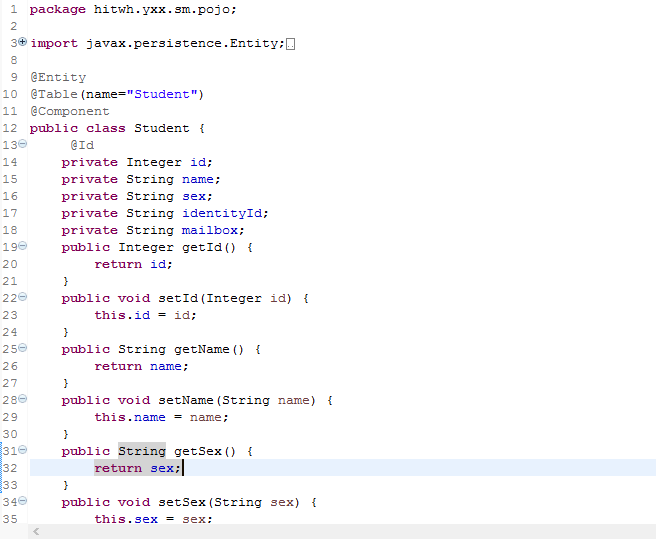 1 package hitwh.yxx.sm.pojo;
2
3 import javax.persistence.Entity;
8
9 @Entity
10 @Table(name="Student")
11 @Component
12 public class Student {
13 @Id
14 private Integer id;
15 private String name;
16 private String sex;
17 private String identityId;
18 private String mailbox;
19 public Integer getId() {
20 return id;
21 }
22 public void setId(Integer id) {
23 this.id = id;
24 }
25 public String getName() {
26 return name;
27 }
28 public void setName(String name) {
29 this.name = name;
30 }
31 public String getSex() {
32 return sex;
33 }
34 public void setSex(String sex) {
35 this.sex = sex;